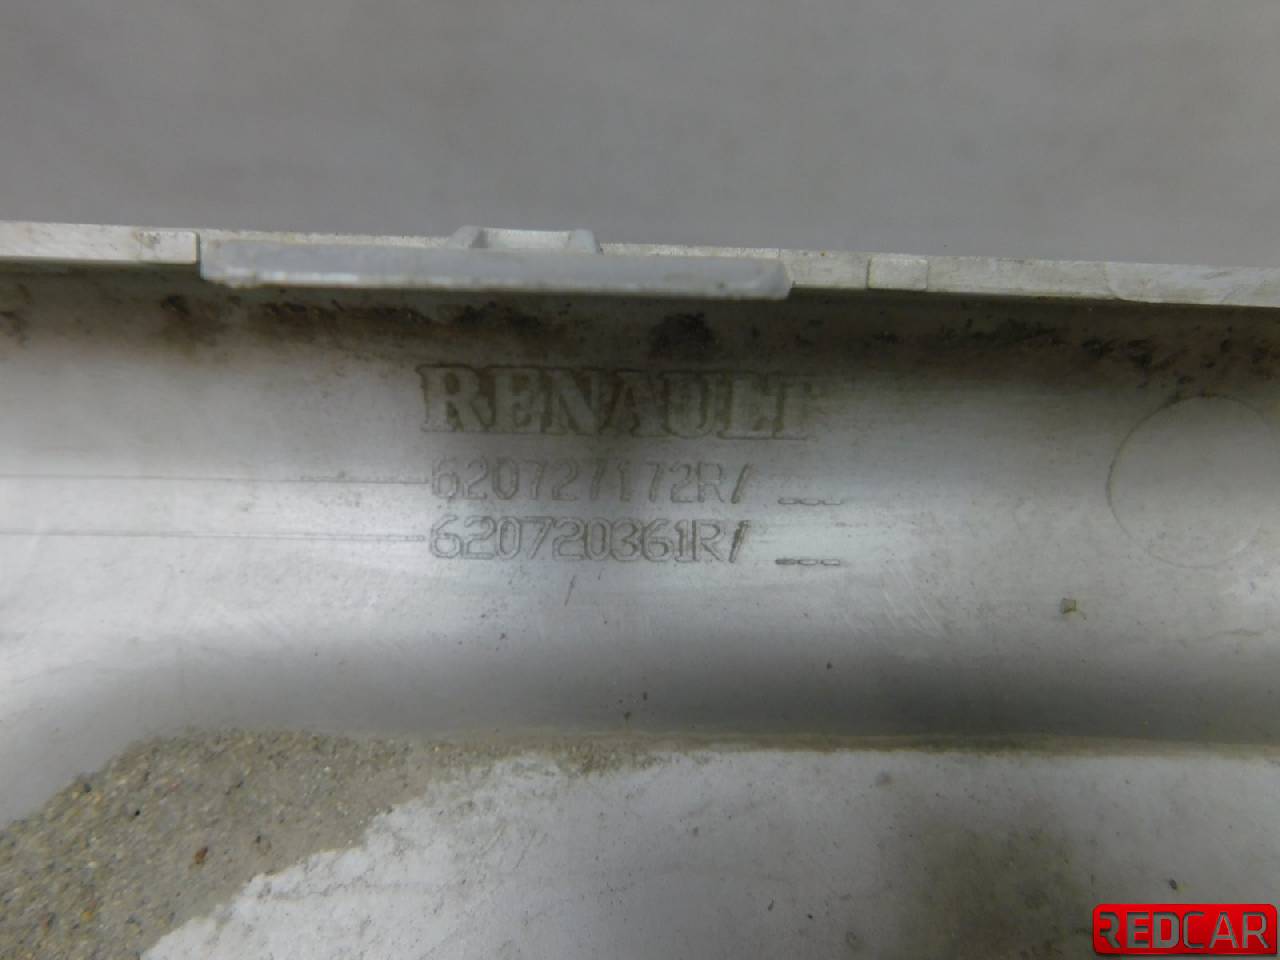 RENAULT
620727172R/ ---
620720361R/ ---
REDCAR